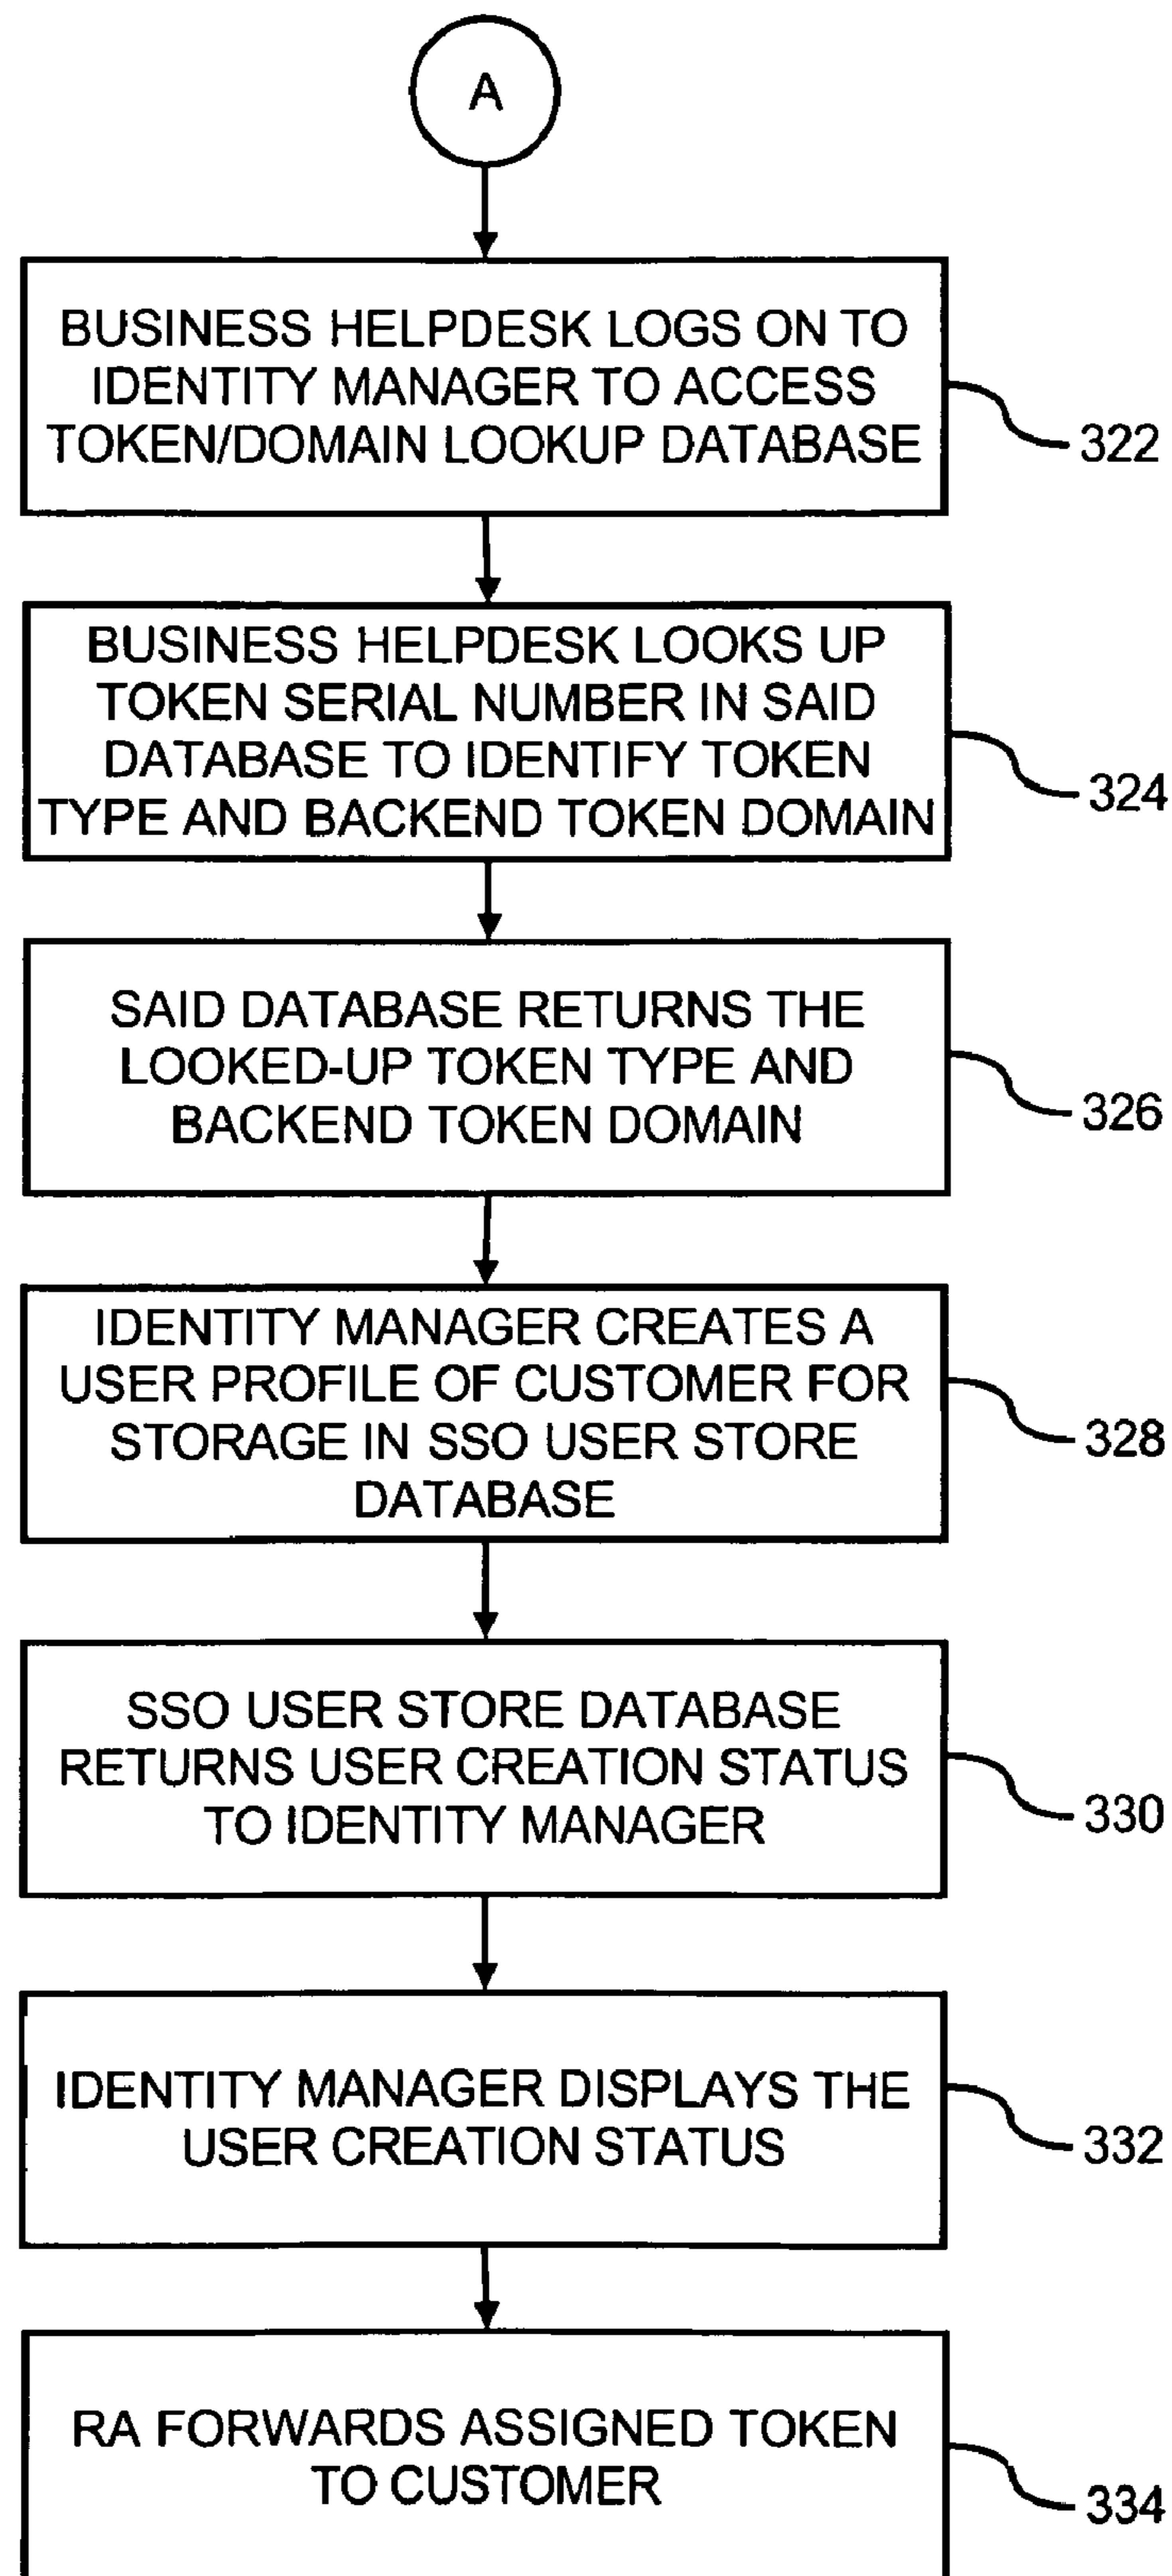 A
BUSINESS HELPDESK LOGS ON TO
IDENTITY MANAGER TO ACCESS
TOKEN/DOMAIN LOOKUP DATABASE
322
BUSINESS HELPDESK LOOKS UP
TOKEN SERIAL NUMBER IN SAID
DATABASE TO IDENTIFY TOKEN
TYPE AND BACKEND TOKEN DOMAIN
324
SAID DATABASE RETURNS THE
LOOKED-UP TOKEN TYPE AND
BACKEND TOKEN DOMAIN
326
IDENTITY MANAGER CREATES A
USER PROFILE OF CUSTOMER FOR
STORAGE IN SSO USER STORE
DATABASE
328
SSO USER STORE DATABASE
RETURNS USER CREATION STATUS
TO IDENTITY MANAGER
330
IDENTITY MANAGER DISPLAYS THE
USER CREATION STATUS
332
RA FORWARDS ASSIGNED TOKEN
TO CUSTOMER
334